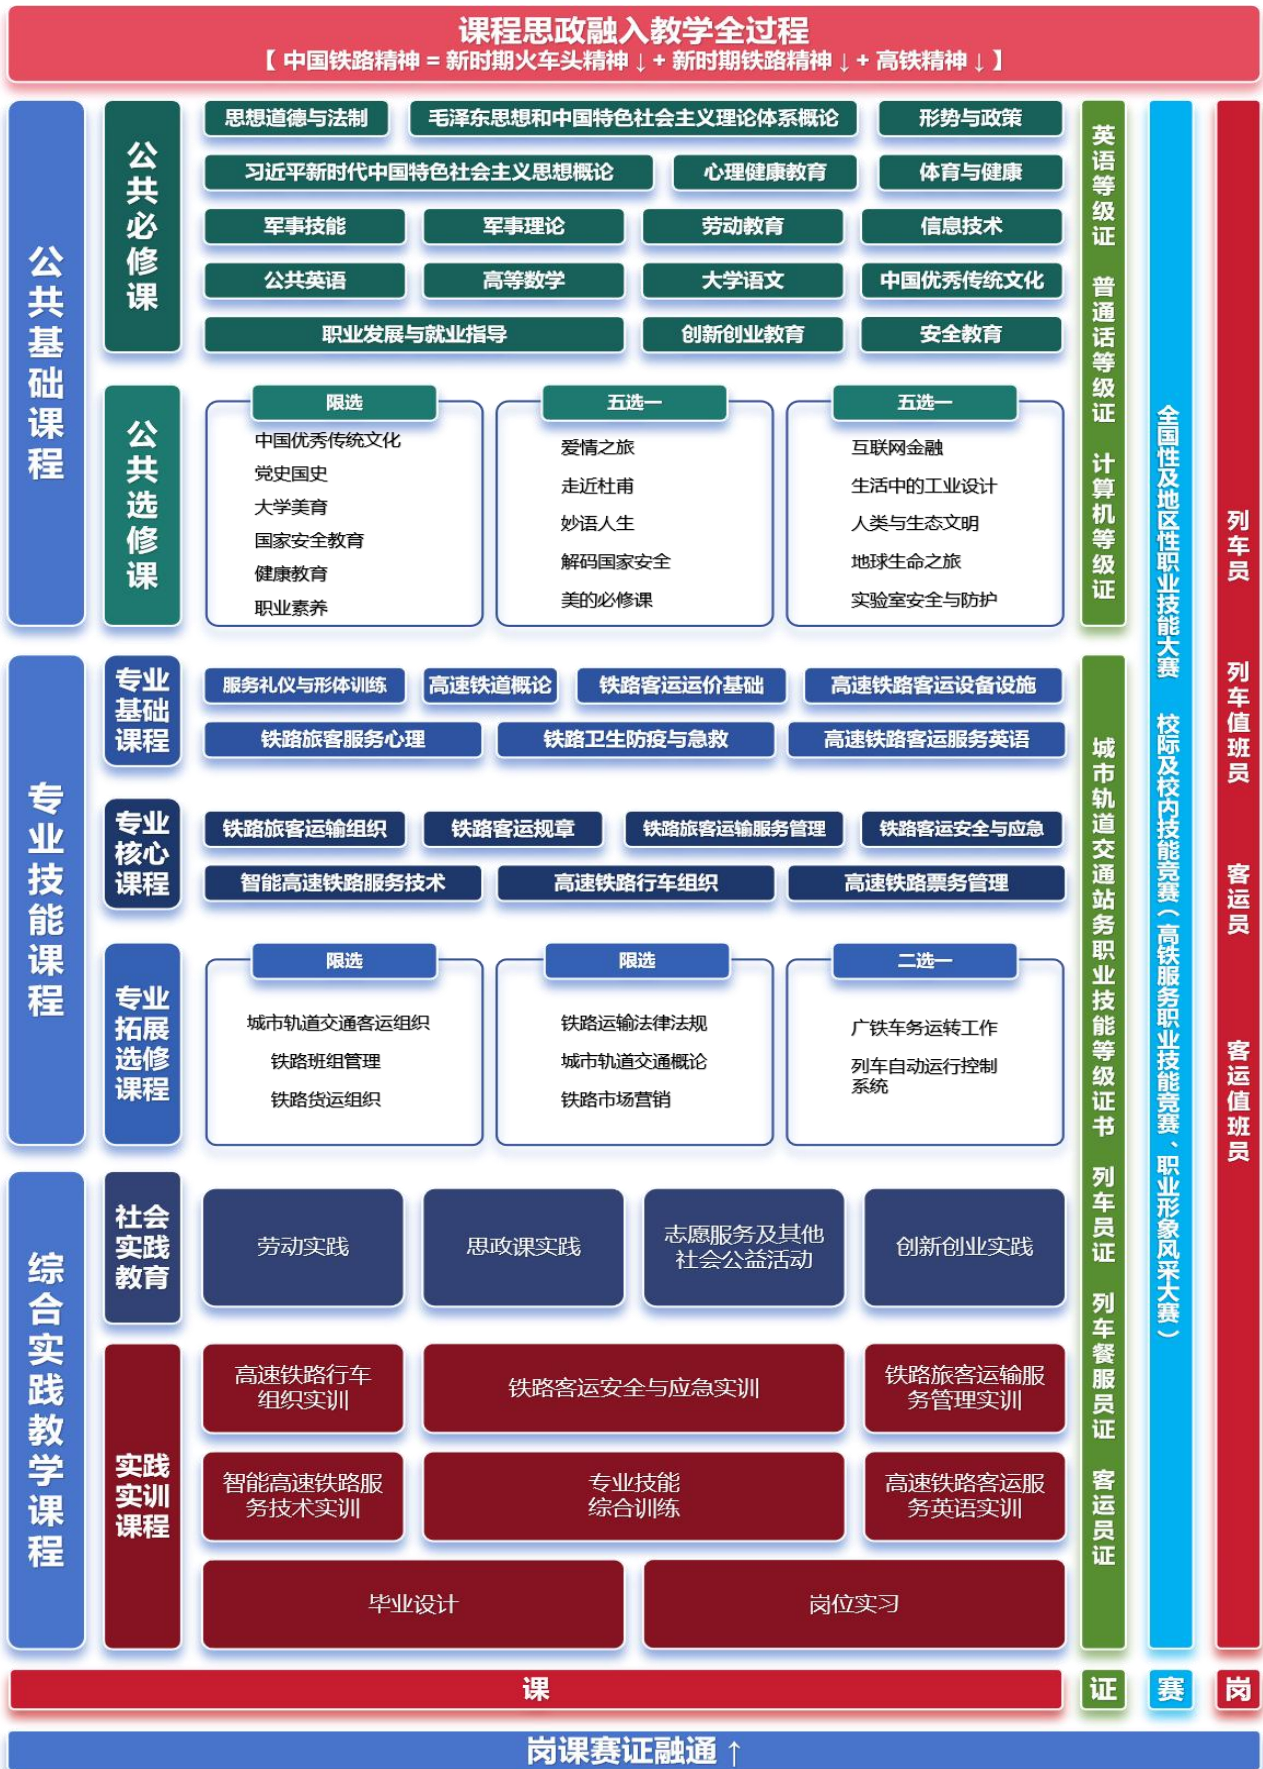 课程思政融入教学全过程
【 中国铁路精神 = 新时期火车头精神 ↓ + 新时期铁路精神 ↓ + 高铁精神 ↓ 】
公共基础课程
公共必修课
思想道德与法制
毛泽东思想和中国特色社会主义理论体系概论
形势与政策
习近平新时代中国特色社会主义思想概论
心理健康教育
体育与健康
军事技能
军事理论
劳动教育
信息技术
公共英语
高等数学
大学语文
中国优秀传统文化
职业发展与就业指导
创新创业教育
安全教育
公共选修课
限选
中国优秀传统文化
党史国史
大学美育
国家安全教育
健康教育
职业素养
五选一
爱情之旅
走近杜甫
妙语人生
解码国家安全
美的必修课
五选一
互联网金融
生活中的工业设计
人类与生态文明
地球生命之旅
实验室安全与防护
专业技能课程
专业
基础
课程
服务礼仪与形体训练
高速铁道概论
铁路客运运价基础
高速铁路客运设备设施
铁路旅客服务心理
铁路卫生防疫与急救
高速铁路客运服务英语
专业
核心
课程
铁路旅客运输组织
铁路客运规章
铁路旅客运输服务管理
铁路客运安全与应急
智能高速铁路服务技术
高速铁路行车组织
高速铁路票务管理
专业
拓展
选修
课程
限选
城市轨道交通客运组织
铁路班组管理
铁路货运组织
限选
铁路运输法律法规
城市轨道交通概论
铁路市场营销
二选一
广铁车务运转工作
列车自动运行控制
系统
综合实践教学课程
社会
实践
教育
劳动实践
思政课实践
志愿服务及其他
社会公益活动
创新创业实践
实践
实训
课程
高速铁路行车
组织实训
铁路客运安全与应急实训
铁路旅客运输服
务管理实训
智能高速铁路服
务技术实训
专业技能
综合训练
高速铁路客运服
务英语实训
毕业设计
岗位实习
英语等级证 普通话等级证 计算机等级证
城市轨道交通站务职业技能等级证书 列车员证 列车餐服员证 客运员证
全国性及地区性职业技能大赛 校际及校内技能竞赛（高铁服务职业技能竞赛、职业形象风采大赛）
列车员 列车值班员 客运员 客运值班员
课
证
赛
岗
岗课赛证融通 ↑